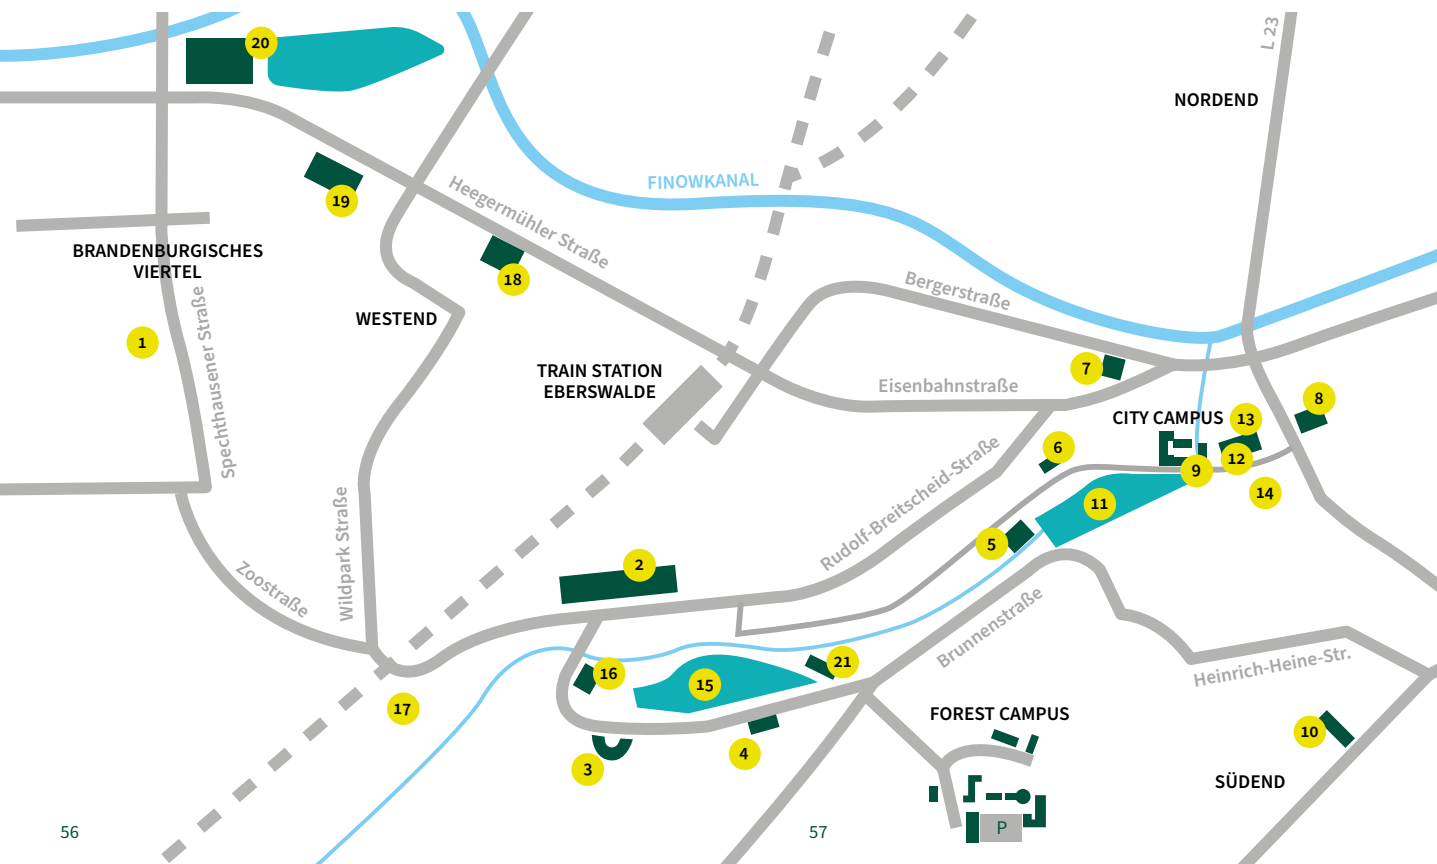 L 23
20
NORDEND
FINOWKANAL
19
Heegermühler Straße
BRANDENBURGISCHES
VIERTEL
18
Bergerstraße
WESTEND
1
Spechthausener Straße
TRAIN STATION
EBERSWALDE
7
Eisenbahnstraße
8
CITY CAMPUS
13
6
12
9
14
11
Rudolf-Breitscheid-Straße
5
Wildpark Straße
Zoostraße
2
Brunnenstraße
21
16
15
Heinrich-Heine-Str.
17
FOREST CAMPUS
10
4
3
SÜDEND
P
56
57